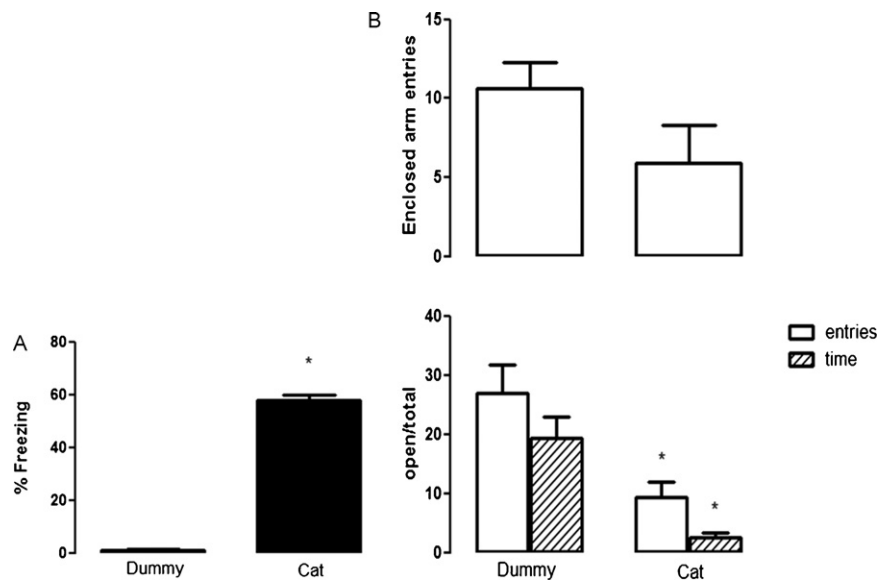 B
Enclosed arm entries
15
10
5
0
A
% Freezing
80
60
40
20
0
*
Dummy
Cat
open/total
40
30
20
10
0
*
*
Dummy
Cat
entries
time